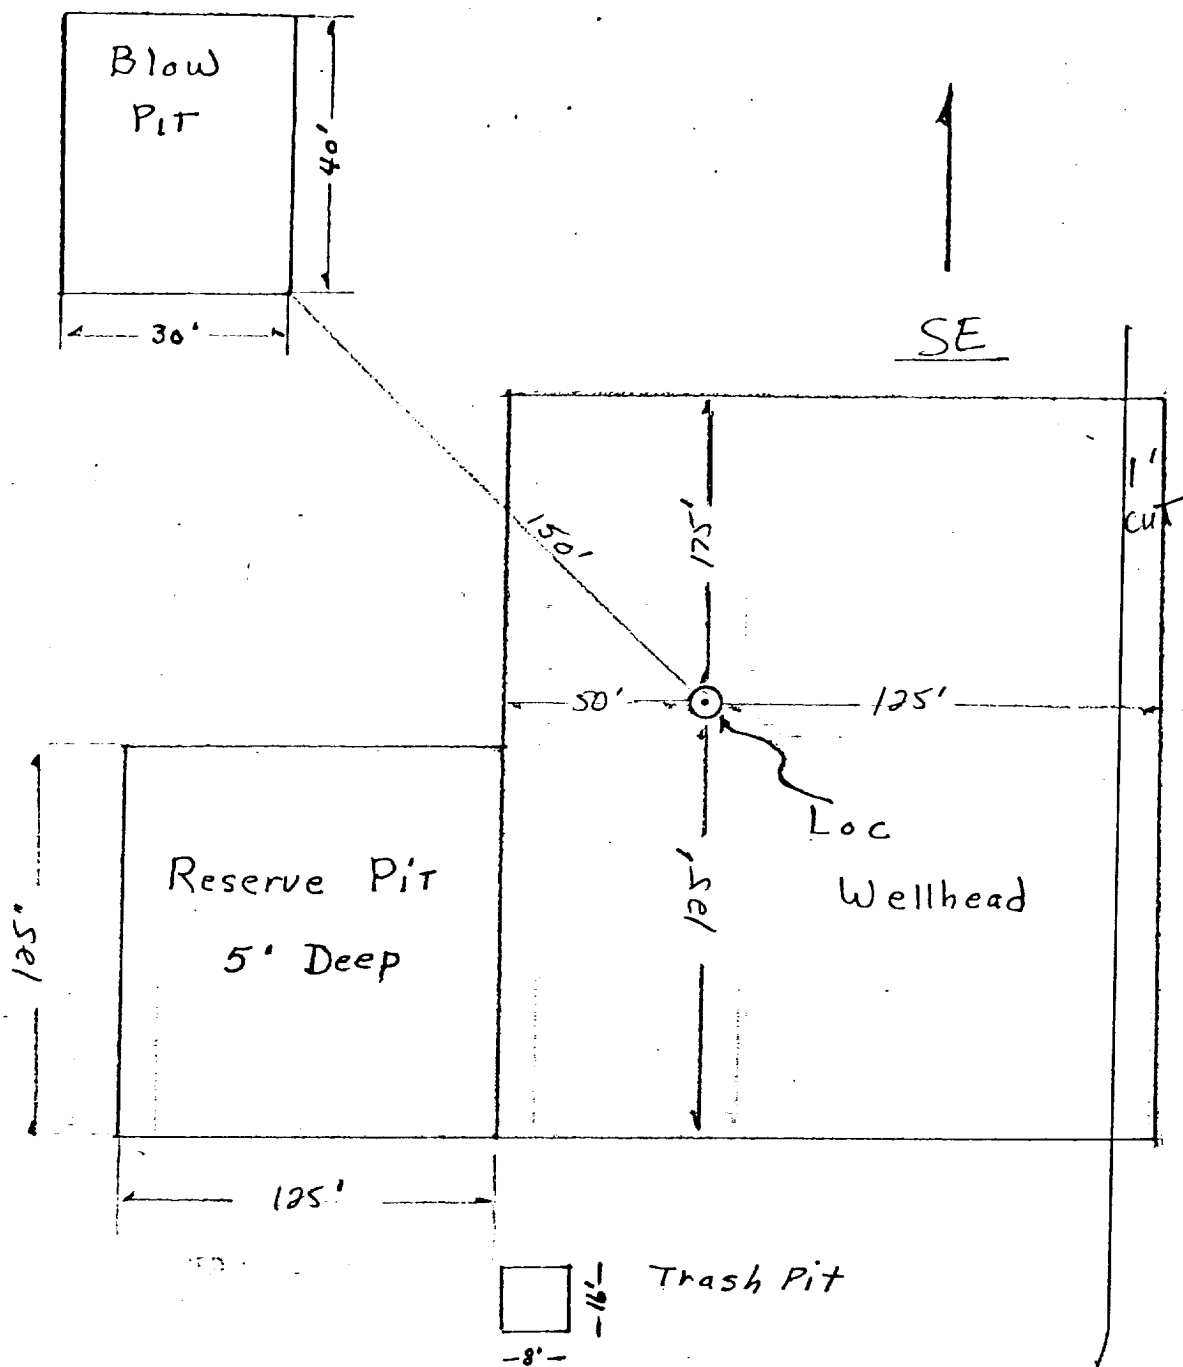 Blow
PIT
40'
30'
SE
1'
CU
150'
175'
50'
125'
Loc
Wellhead
125'
Reserve PiT
5' Deep
125"
125'
Trash Pit
16'
8'